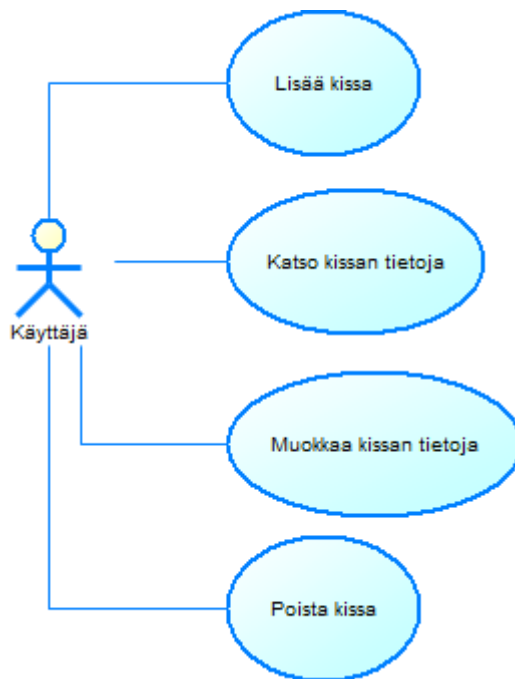 Lisää kissa
Katso kissan tietoja
Käyttäjä
Muokkaa kissan tietoja
Poista kissa